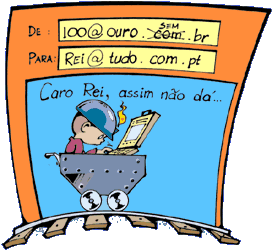 DE: 100@ouro.com.br
SEM
PARA: REI@tudo.com.pt
Caro Rei, assim não dá...